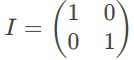 I = (1 0
0 1)